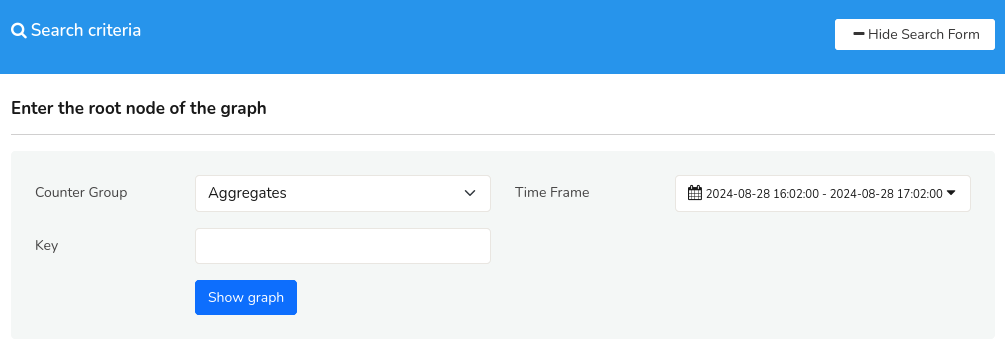 Search criteria
Hide Search Form
Enter the root node of the graph
Counter Group
Aggregates
Time Frame
2024-08-28 16:02:00 - 2024-08-28 17:02:00
Key
Show graph